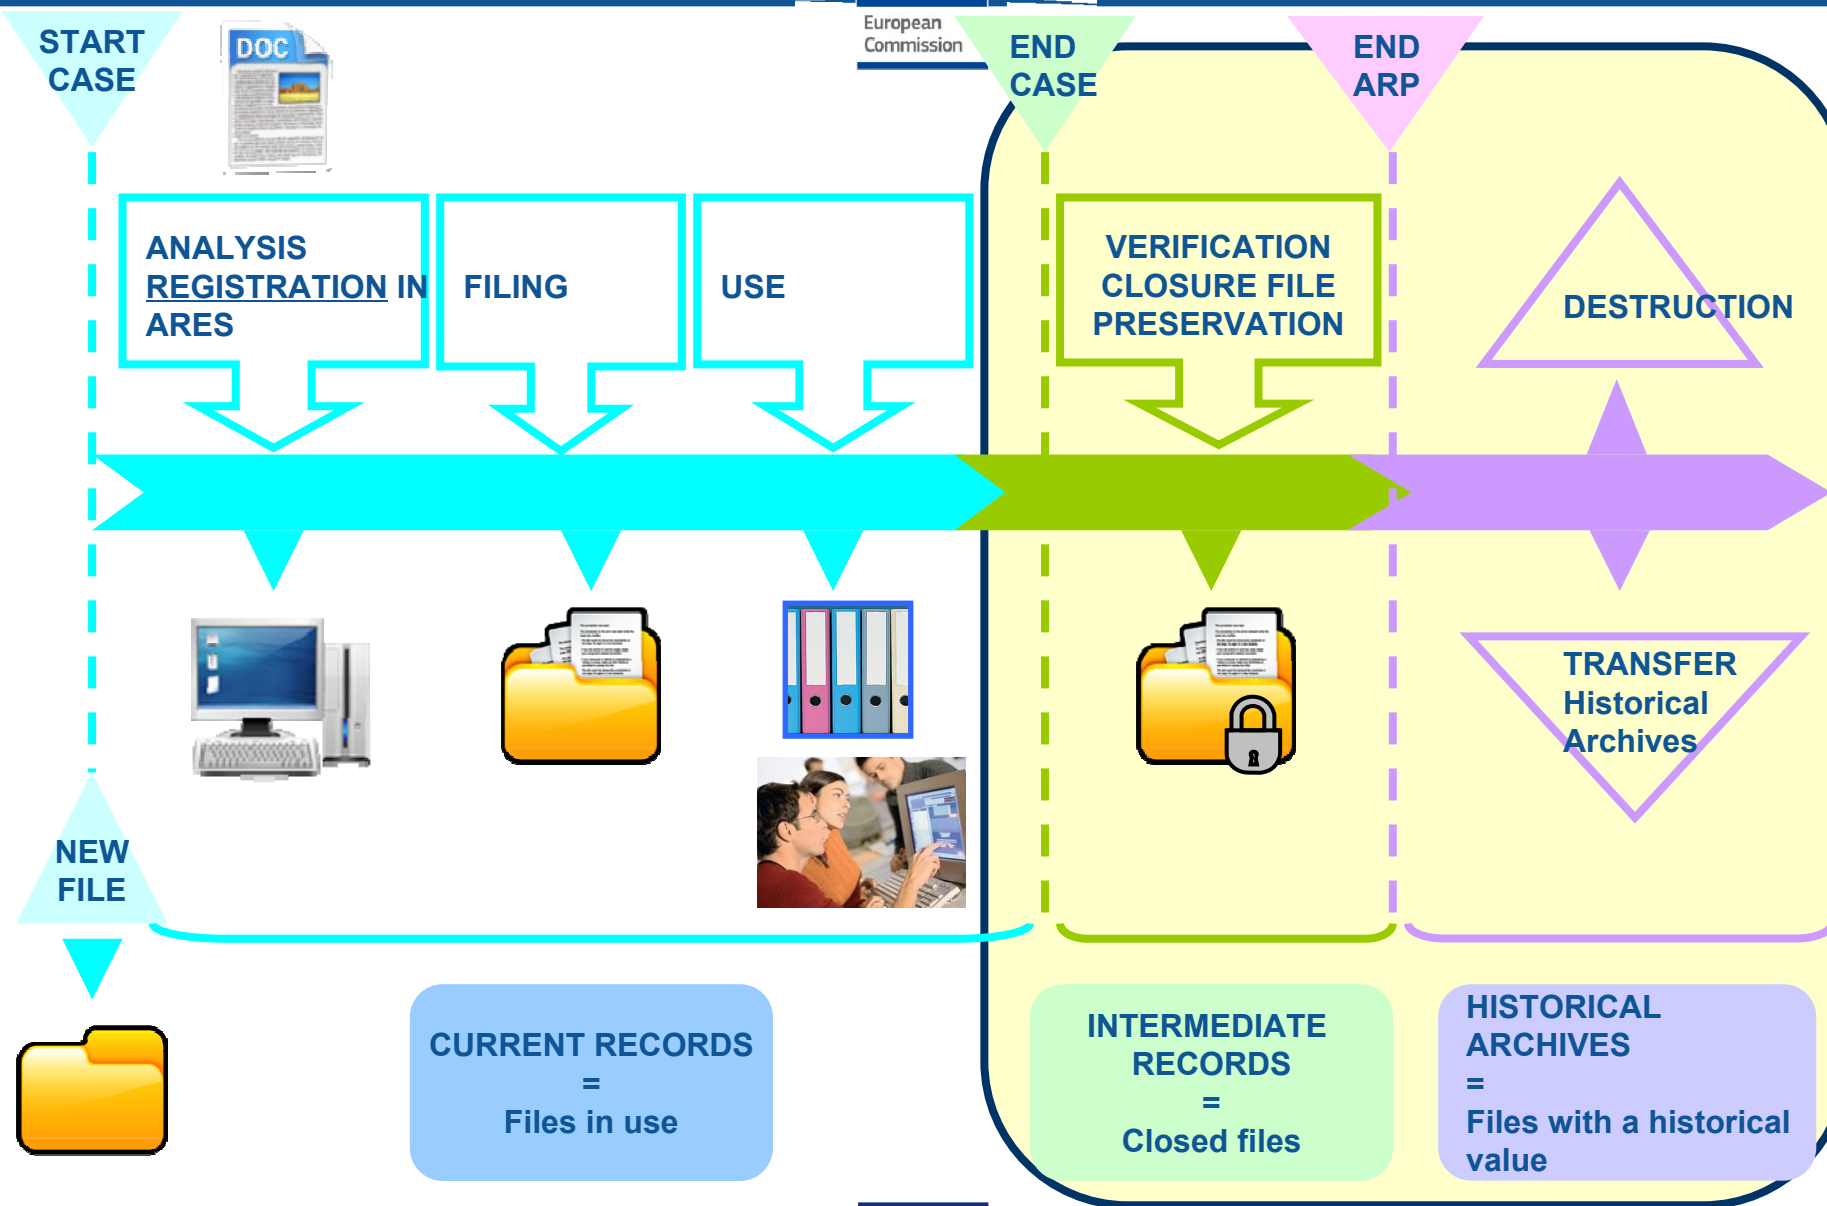 European
Commission
START
CASE
DOC
END
CASE
END
ARP
ANALYSIS
REGISTRATION IN
ARES
FILING
USE
VERIFICATION
CLOSURE FILE
PRESERVATION
DESTRUCTION
TRANSFER
Historical
Archives
NEW
FILE
CURRENT RECORDS
=
Files in use
INTERMEDIATE
RECORDS
=
Closed files
HISTORICAL
ARCHIVES
=
Files with a historical
value